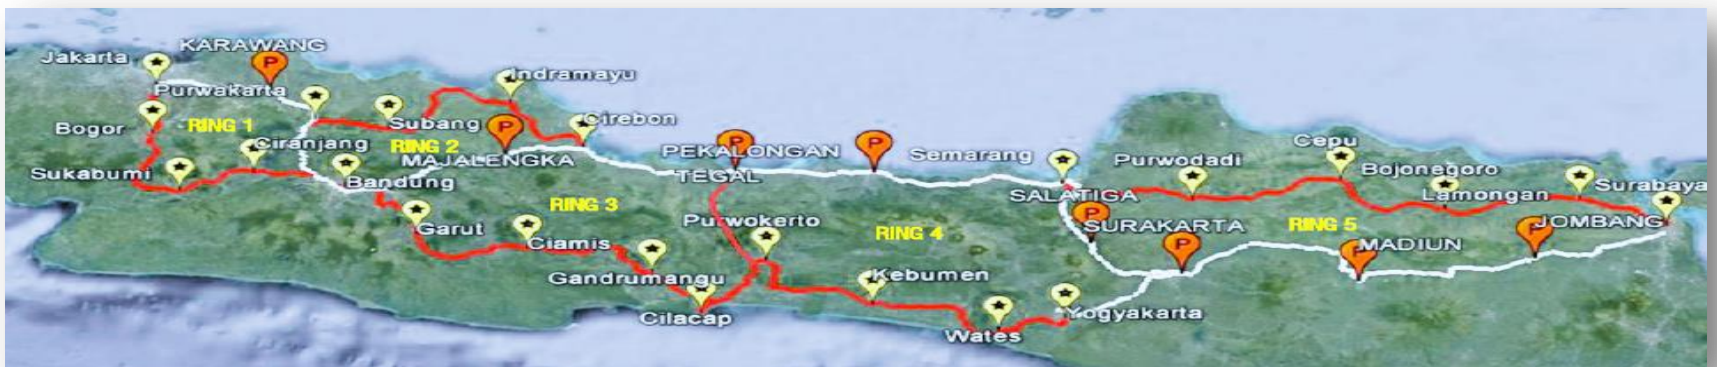 KARAWANG
Jakarta
Indramayu
Purwakarta
Bogor
RING 1
Subang
Cirebon
Ciranjang
RING 2
MAJALENGKA
PEKALONGAN
Semarang
Cepu
Purwodadi
Bojonegoro
Sukabumi
Bandung
TEGAL
SALATIGA
Lamongan
Surabaya
RING 3
Purwokerto
Garut
Ciamis
RING 4
SURAKARTA
RING 5
MADIUN
JOMBANG
Gandrumangu
Kebumen
Cilacap
Wates
Yogyakarta
P
P
P
P
P
P
P
P